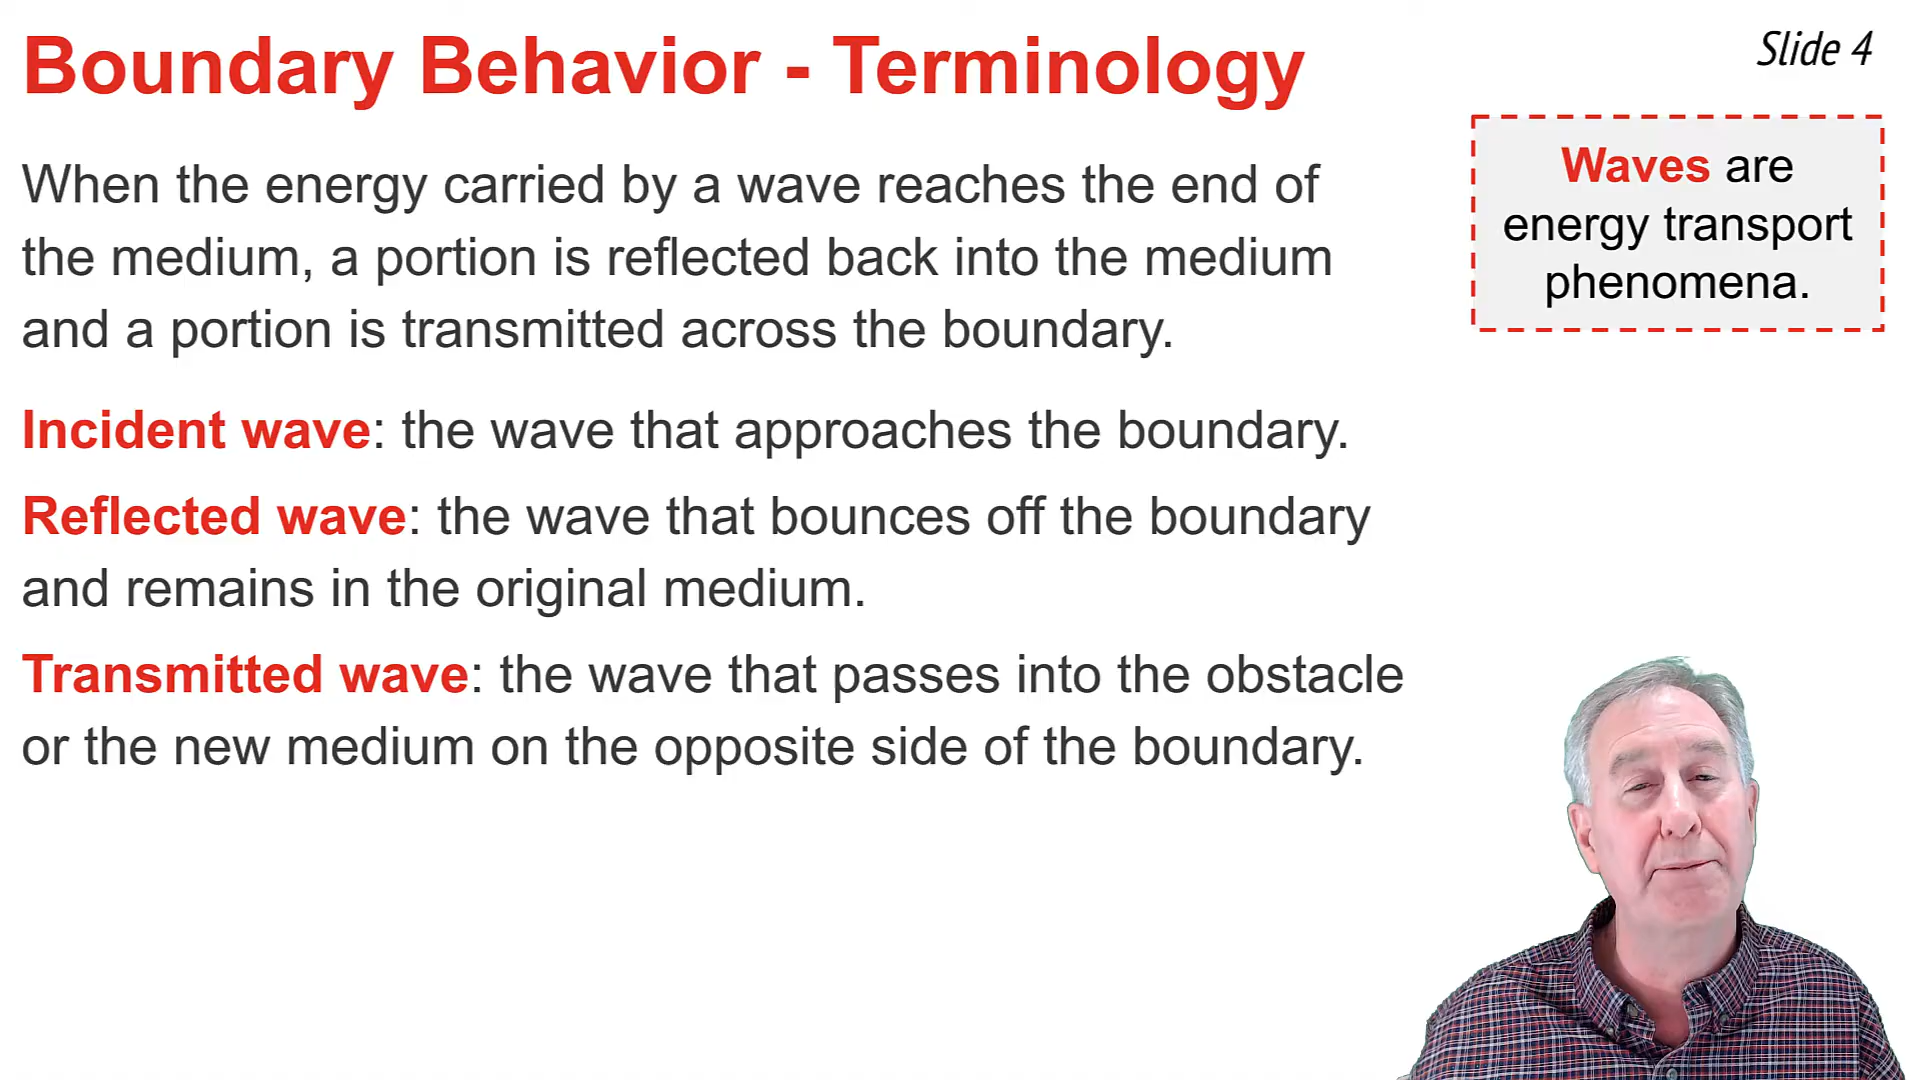 Boundary Behavior - Terminology
Slide 4
When the energy carried by a wave reaches the end of
the medium, a portion is reflected back into the medium
and a portion is transmitted across the boundary.
Waves are
energy transport
phenomena.
Incident wave: the wave that approaches the boundary.
Reflected wave: the wave that bounces off the boundary
and remains in the original medium.
Transmitted wave: the wave that passes into the obstacle
or the new medium on the opposite side of the boundary.